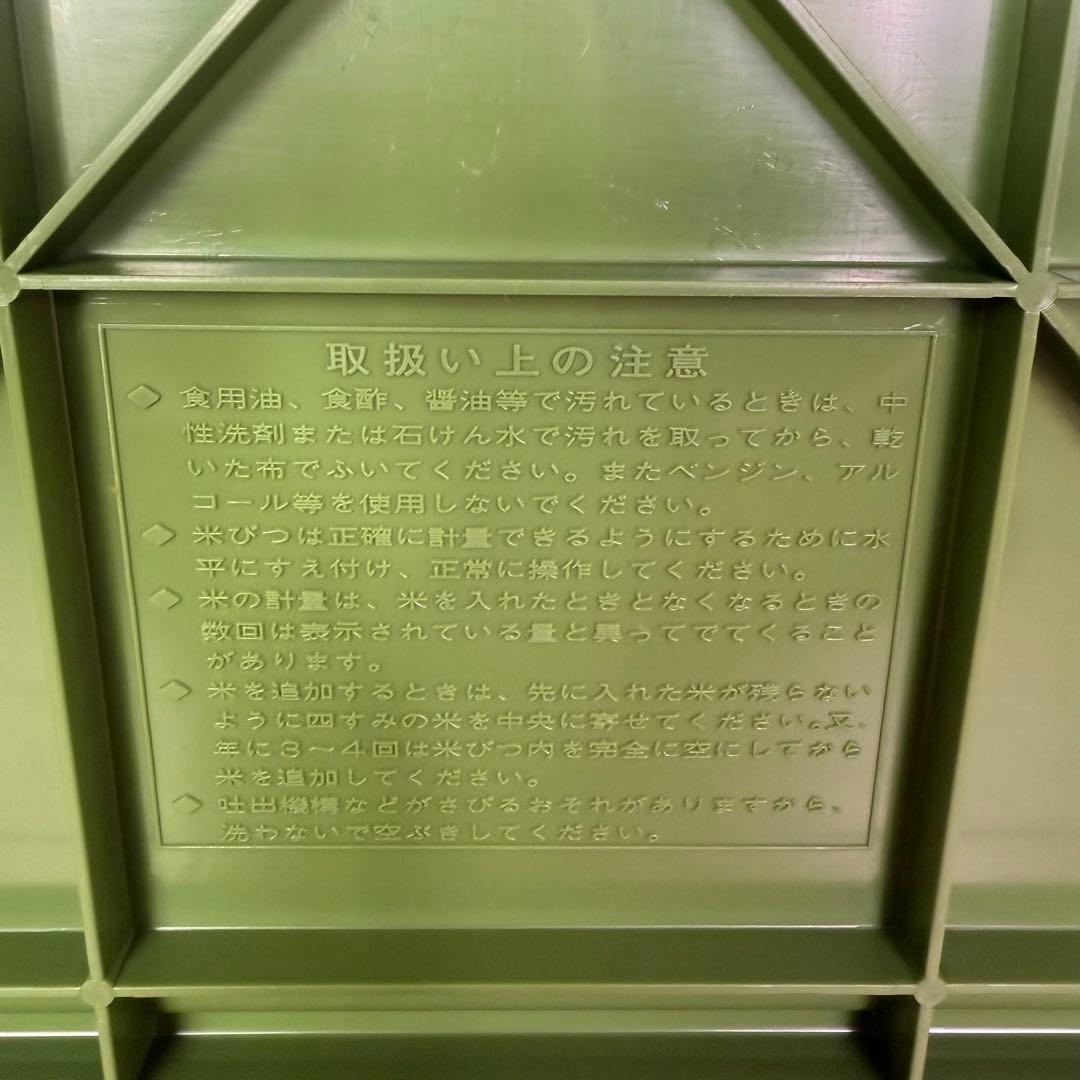 取扱い上の注意
◇ 食用油、食酢、醤油等で汚れているときは、中
性洗剤または石けん水で汚れを取ってから、乾
いた布でふいてください。またベンジン、アル
コール等を使用しないでください。
◇ 米びつは正確に計量できるようにするために水
平にすえ付け、正常に操作してください。
◇ 米の計量は、米を入れたときとなくなるときの
数回は表示されている量と異ってでてくること
があります。
◇ 米を追加するときは、先に入れた米が残らない
ように四すみの米を中央に寄せてください。又、
年に3～4回は米びつ内を完全に空にしてから
米を追加してください。
◇ 吐出機構などがさびるおそれがありますから、
洗わないで空ぶきしてください。